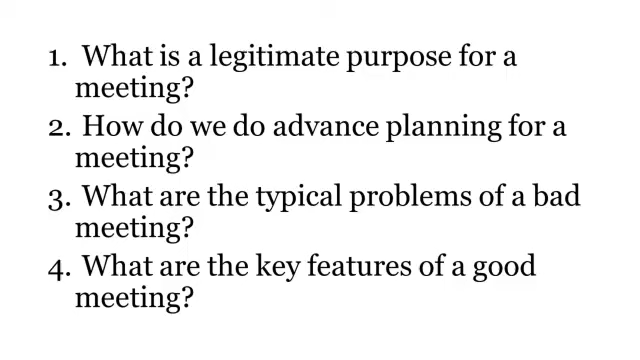 1. What is a legitimate purpose for a
meeting?
2. How do we do advance planning for a
meeting?
3. What are the typical problems of a bad
meeting?
4. What are the key features of a good
meeting?